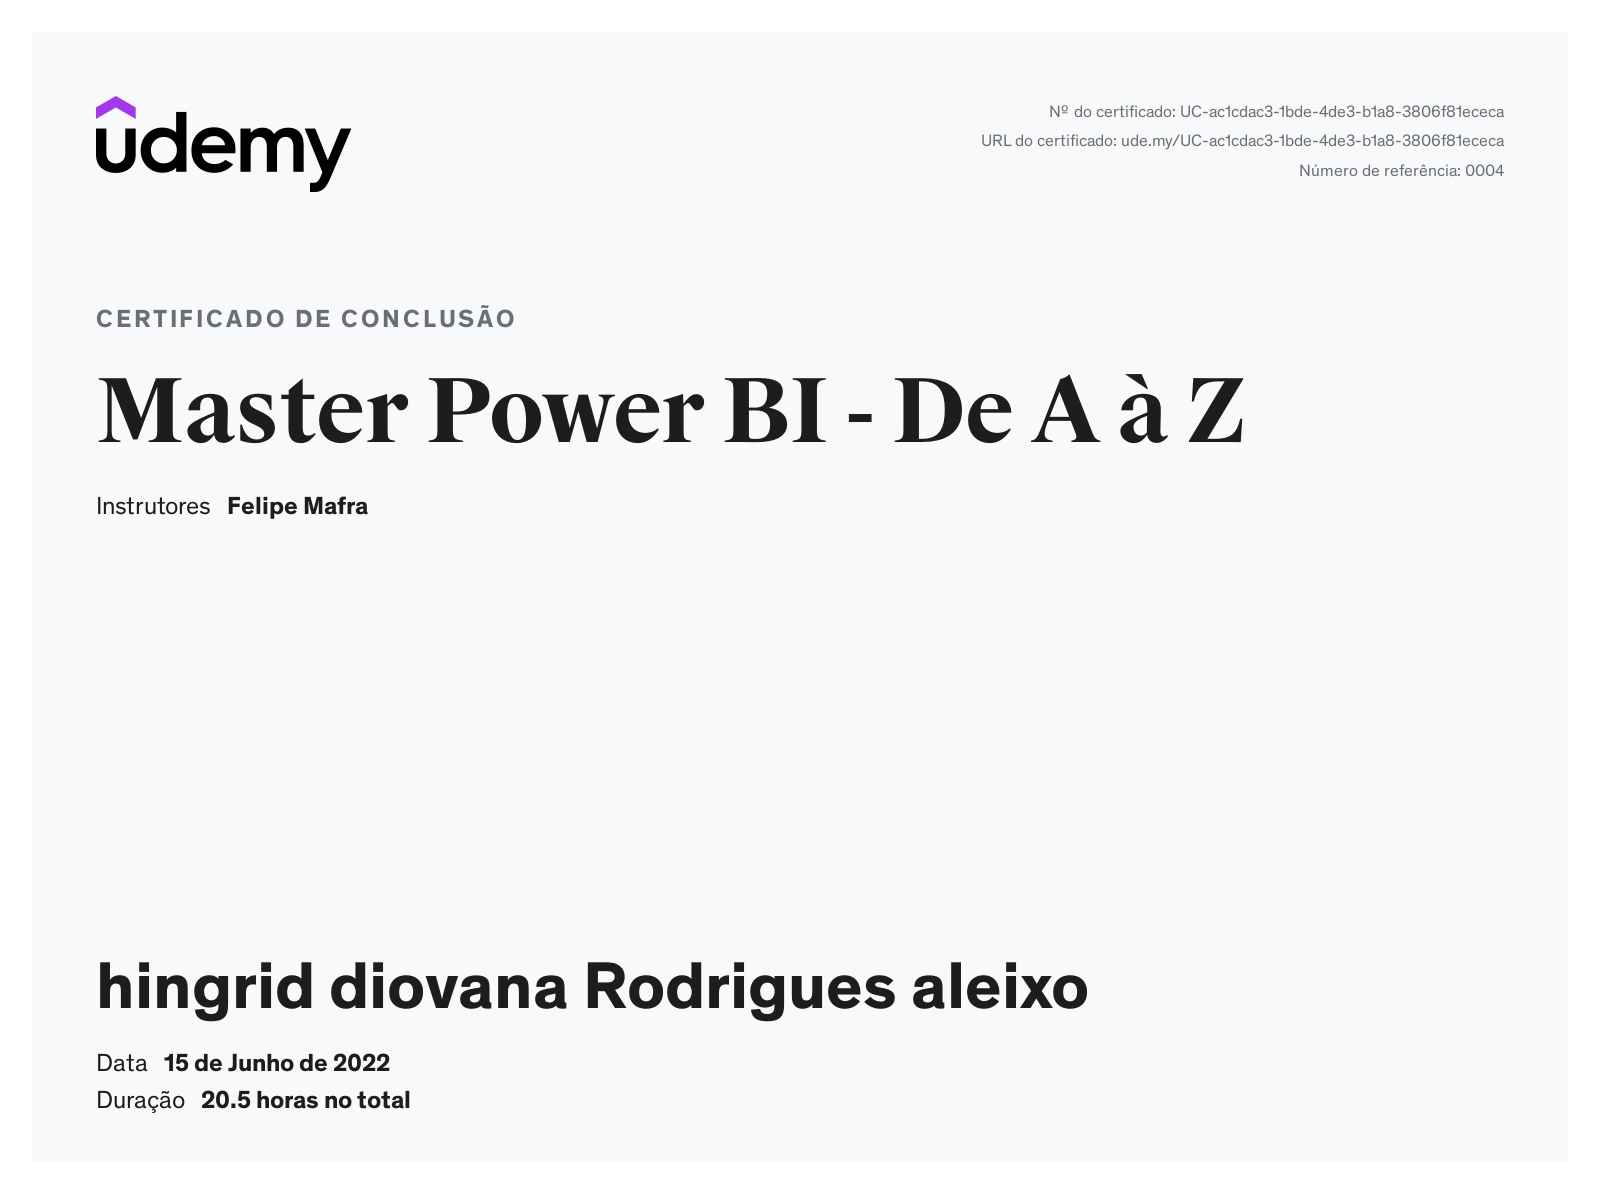 udemy
Nº do certificado: UC-ac1cdac3-1bde-4de3-b1a8-3806f81ececa
URL do certificado: ude.my/UC-ac1cdac3-1bde-4de3-b1a8-3806f81ececa
Número de referência: 0004
CERTIFICADO DE CONCLUSÃO
Master Power BI - De A à Z
Instrutores Felipe Mafra
hingrid diovana Rodrigues aleixo
Data 15 de Junho de 2022
Duração 20.5 horas no total